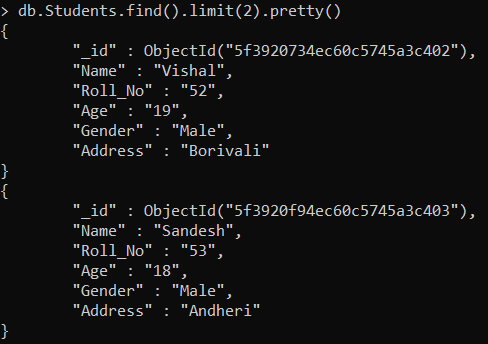 > db.Students.find().limit(2).pretty()
{
"_id" : ObjectId("5f3920734ec60c5745a3c402"),
"Name" : "Vishal",
"Roll_No" : "52",
"Age" : "19",
"Gender" : "Male",
"Address" : "Borivali"
}
{
"_id" : ObjectId("5f3920f94ec60c5745a3c403"),
"Name" : "Sandesh",
"Roll_No" : "53",
"Age" : "18",
"Gender" : "Male",
"Address" : "Andheri"
}